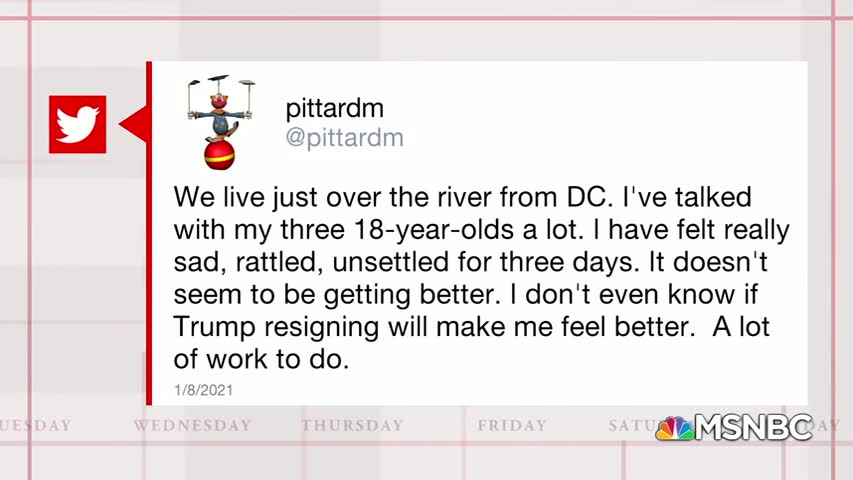 pittardm
@pittardm
We live just over the river from DC. I've talked
with my three 18-year-olds a lot. I have felt really
sad, rattled, unsettled for three days. It doesn't
seem to be getting better. I don't even know if
Trump resigning will make me feel better.  A lot
of work to do.
1/8/2021
UESDAY WEDNESDAY THURSDAY FRIDAY SATU DAY
MSNBC